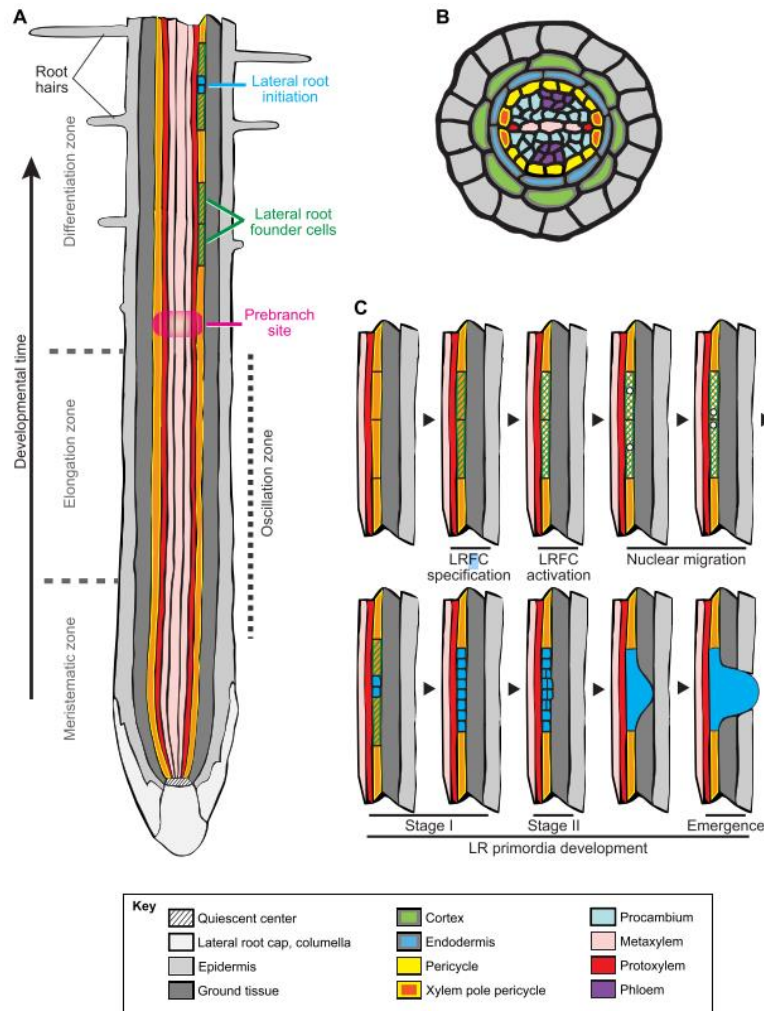 A
Root
hairs
Lateral root
initiation
Differentiation zone
Lateral root
founder cells
Prebranch
site
Developmental time
Elongation zone
Oscillation zone
Meristematic zone
B
C
LRFC
specification
LRFC
activation
Nuclear migration
Stage I
Stage II
Emergence
LR primordia development
Key
Quiescent center
Lateral root cap, columella
Epidermis
Ground tissue
Cortex
Endodermis
Pericycle
Xylem pole pericycle
Procambium
Metaxylem
Protoxylem
Phloem